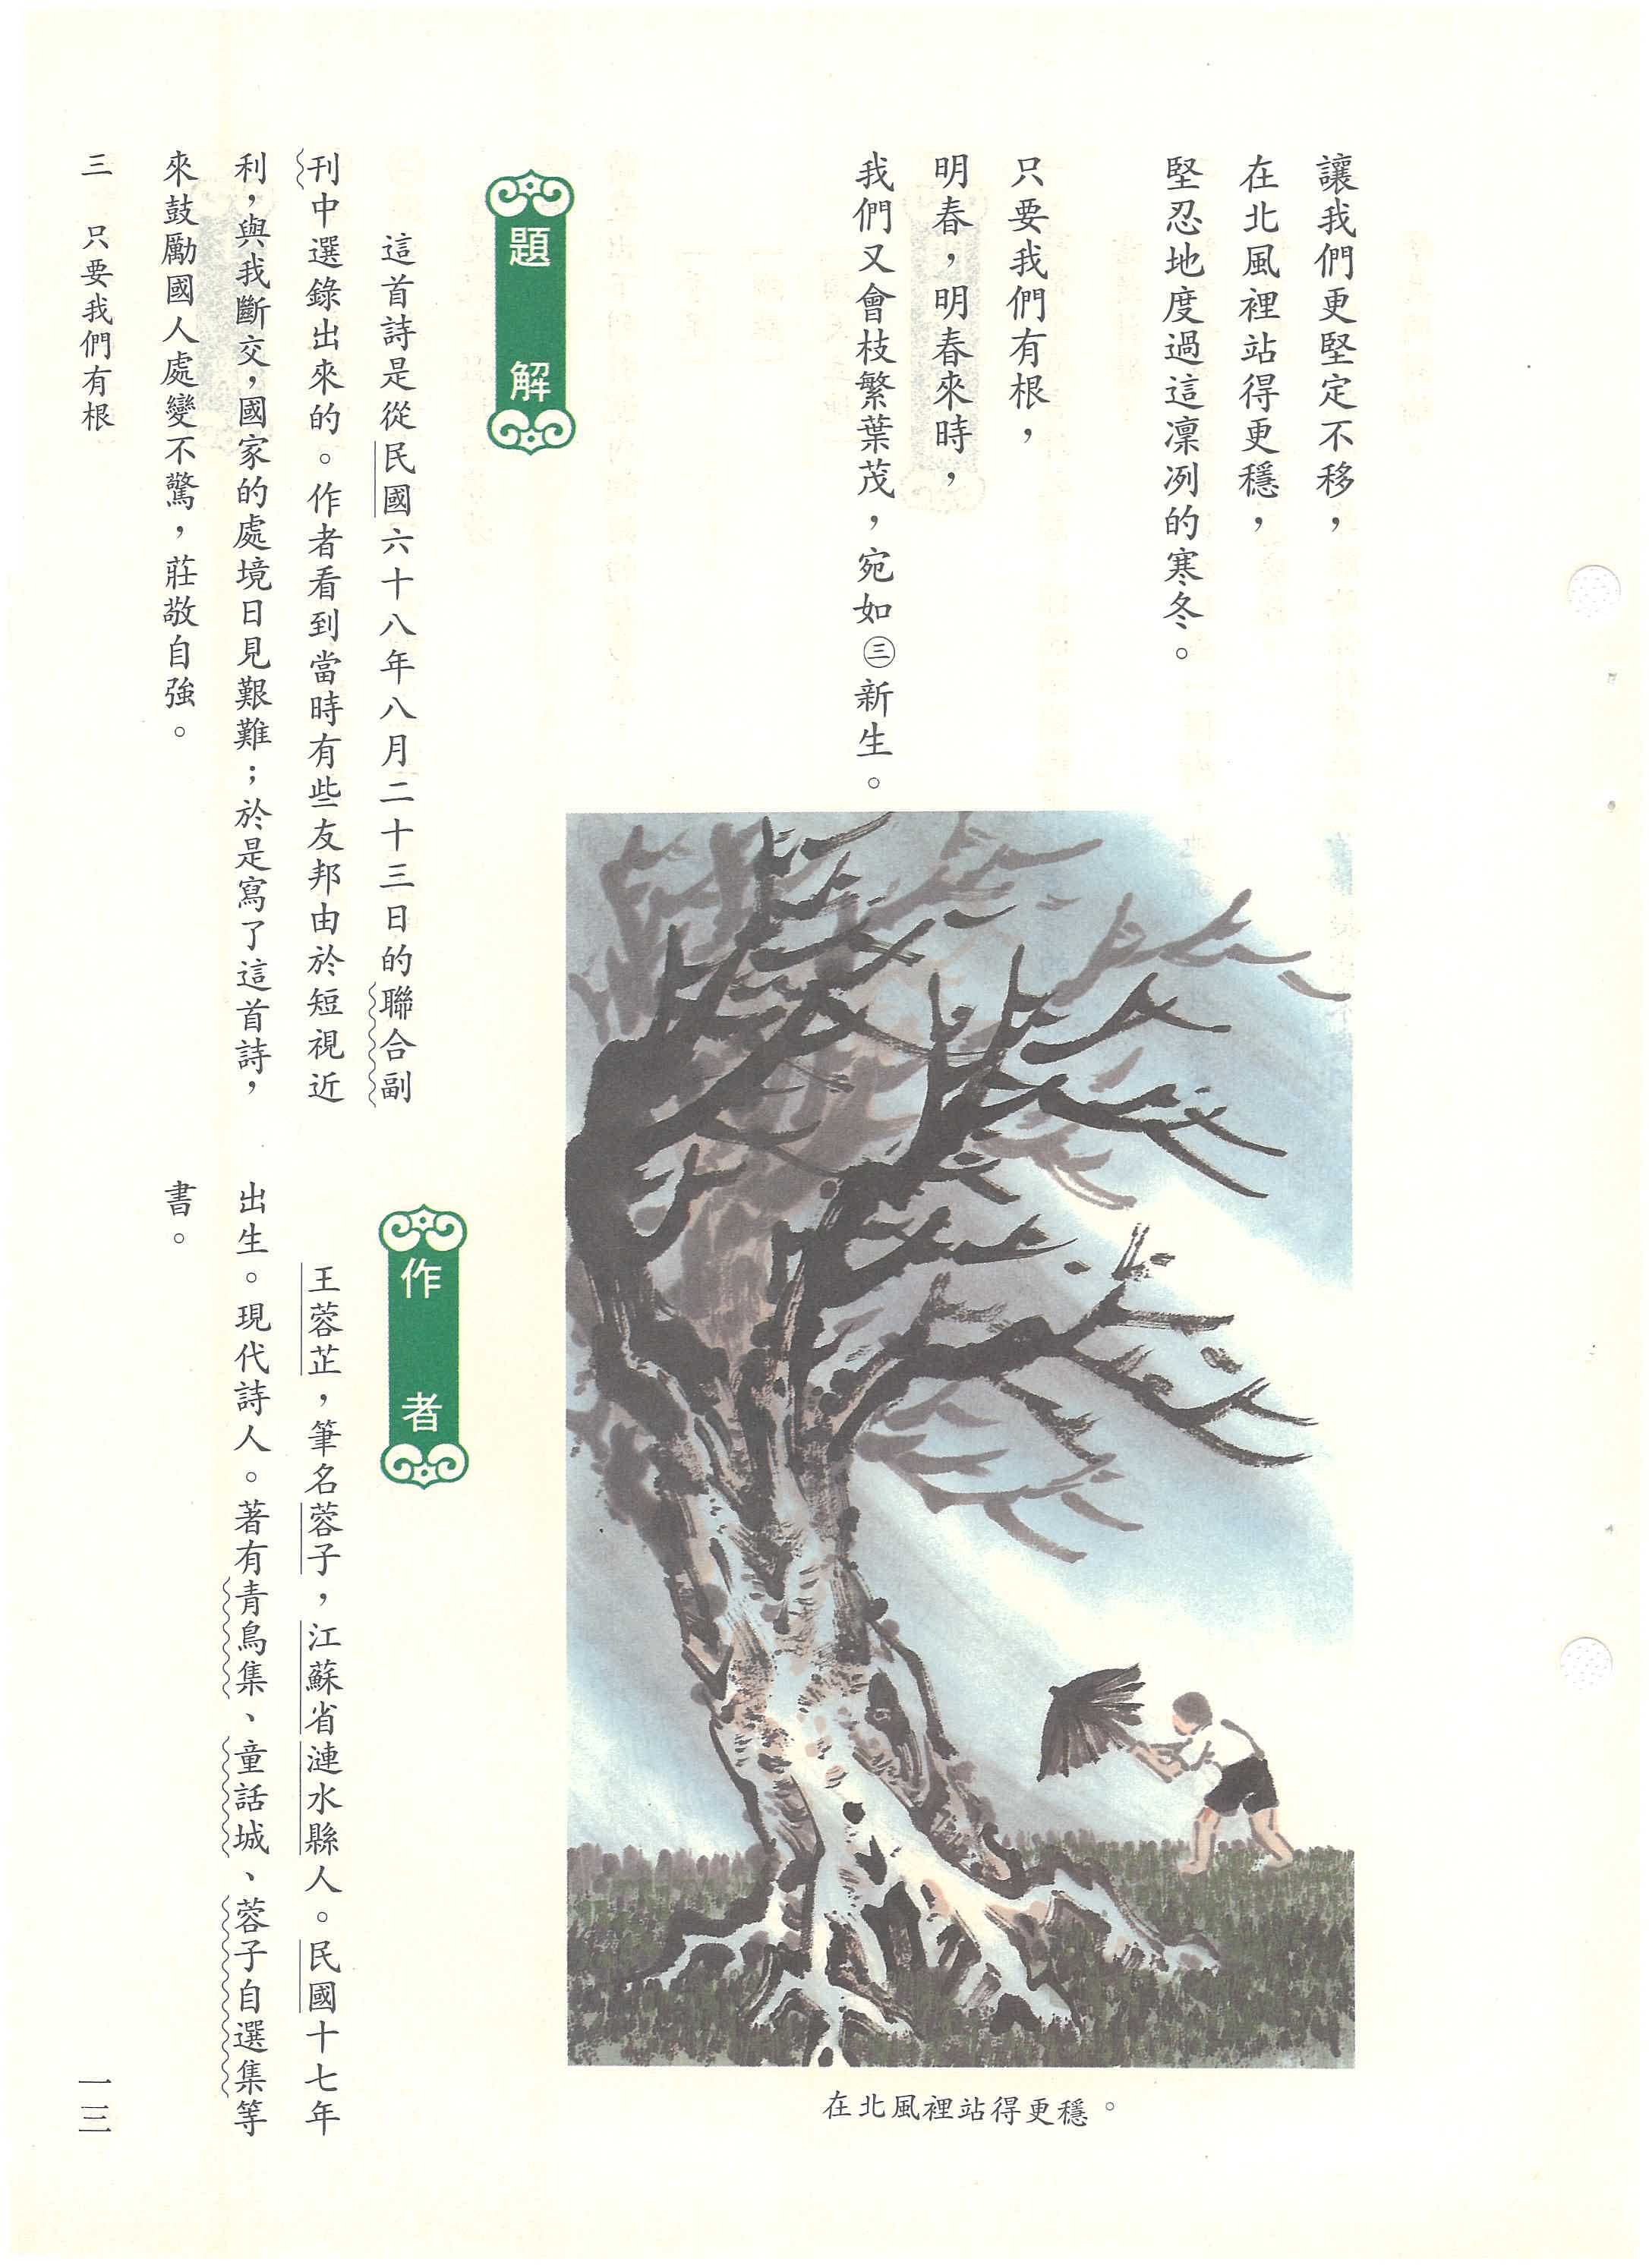 讓我們更堅定不移，
在北風裡站得更穩，
堅忍地度過這凜冽的寒冬。
只要我們有根，
明春，明春來時，
我們又會枝繁葉茂，宛如㊂新生。
在北風裡站得更穩。
題解
這首詩是從民國六十八年八月二十三日的聯合副
刊中選錄出來的。作者看到當時有些友邦由於短視近
利，與我斷交，國家的處境日見艱難；於是寫了這首詩，
來鼓勵國人處變不驚，莊敬自強。
作者
王蓉芷，筆名蓉子，江蘇省漣水縣人。民國十七年
出生。現代詩人。著有青鳥集、童話城、蓉子自選集等
書。
三　只要我們有根
一三